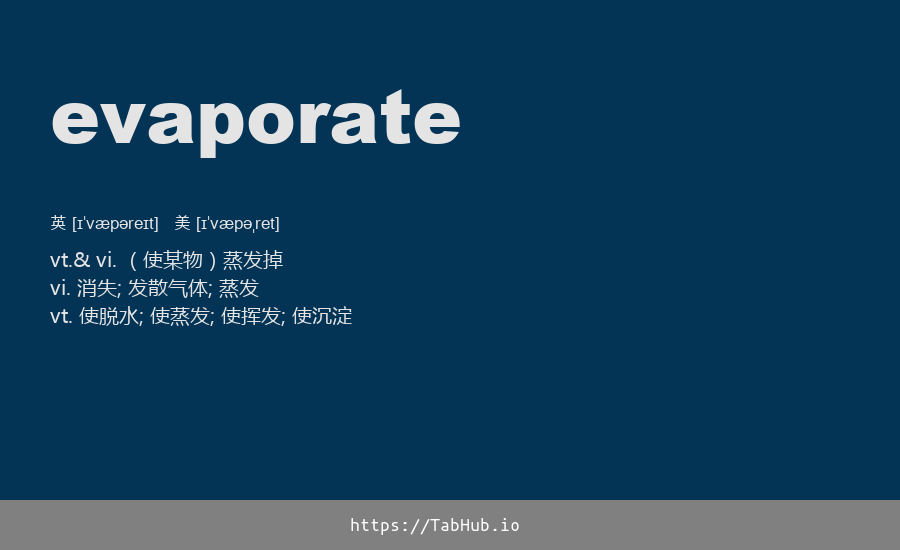 evaporate
英 [ɪˈvæpəreɪt] 美 [ɪˈvæpəˌret]
vt.& vi. （使某物）蒸发掉
vi. 消失; 发散气体; 蒸发
vt. 使脱水; 使蒸发; 使挥发; 使沉淀
https://TabHub.io